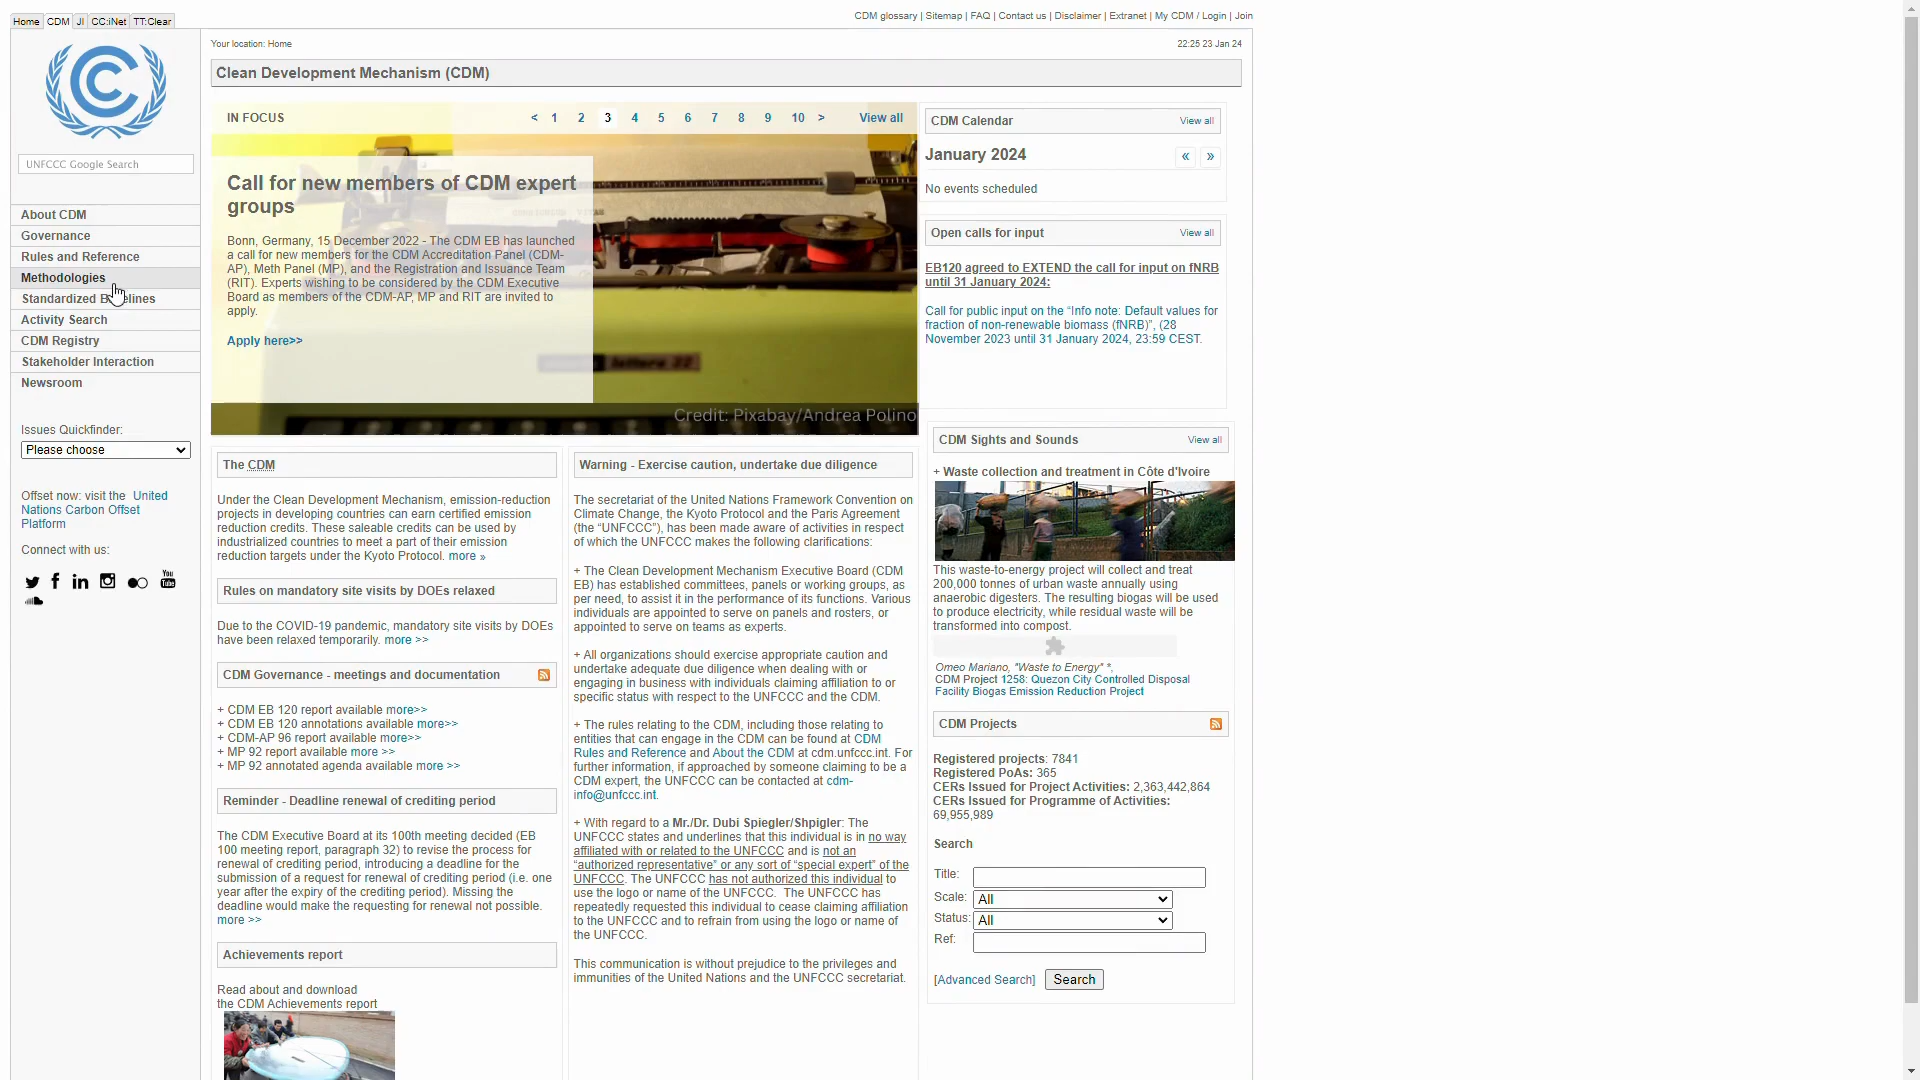 Home CDM JI CC:iNet TT:Clear
CDM glossary | Sitemap | FAQ | Contact us | Disclaimer | Extranet | My CDM / Login | Join
Your location: Home
22:25 23 Jan 24
Clean Development Mechanism (CDM)
UNFCCC Google Search
About CDM
Governance
Rules and Reference
Methodologies
Standardized
Activity Search
CDM Registry
Stakeholder Interaction
Newsroom
Issues Quickfinder:
Please choose
Offset now: visit the United
Nations Carbon Offset
Platform
Connect with us:
You
Tube
IN FOCUS
< 1 2 3 4 5 6 7 8 9 10 >
View all
Call for new members of CDM expert
groups
Bonn, Germany, 15 December 2022 - The CDM EB has launched
a call for new members for the CDM Accreditation Panel (CDM-
AP), Meth Panel (MP), and the Registration and Issuance Team
(RIT). Experts wishing to be considered by the CDM Executive
Board as members of the CDM-AP, MP and RIT are invited to
apply.
Apply here>>
lettera 32
Credit: Pixabay/Andrea Polino
The CDM
Under the Clean Development Mechanism, emission-reduction
projects in developing countries can earn certified emission
reduction credits. These saleable credits can be used by
industrialized countries to meet a part of their emission
reduction targets under the Kyoto Protocol. more »
Rules on mandatory site visits by DOEs relaxed
Due to the COVID-19 pandemic, mandatory site visits by DOEs
have been relaxed temporarily. more >>
CDM Governance - meetings and documentation
+ CDM EB 120 report available more>>
+ CDM EB 120 annotations available more>>
+ CDM-AP 96 report available more>>
+ MP 92 report available more >>
+ MP 92 annotated agenda available more >>
Reminder - Deadline renewal of crediting period
The CDM Executive Board at its 100th meeting decided (EB
100 meeting report, paragraph 32) to revise the process for
renewal of crediting period, introducing a deadline for the
submission of a request for renewal of crediting period (i.e. one
year after the expiry of the crediting period). Missing the
deadline would make the requesting for renewal not possible.
more >>
Achievements report
Read about and download
the CDM Achievements report
Warning - Exercise caution, undertake due diligence
The secretariat of the United Nations Framework Convention on
Climate Change, the Kyoto Protocol and the Paris Agreement
(the “UNFCCC”), has been made aware of activities in respect
of which the UNFCCC makes the following clarifications:
+ The Clean Development Mechanism Executive Board (CDM
EB) has established committees, panels or working groups, as
per need, to assist it in the performance of its functions. Various
individuals are appointed to serve on panels and rosters, or
appointed to serve on teams as experts.
+ All organizations should exercise appropriate caution and
undertake adequate due diligence when dealing with or
engaging in business with individuals claiming affiliation to or
specific status with respect to the UNFCCC and the CDM.
+ The rules relating to the CDM, including those relating to
entities that can engage in the CDM can be found at CDM
Rules and Reference and About the CDM at cdm.unfccc.int. For
further information, if approached by someone claiming to be a
CDM expert, the UNFCCC can be contacted at cdm-
info@unfccc.int.
+ With regard to a Mr./Dr. Dubi Spiegler/Shpigler: The
UNFCCC states and underlines that this individual is in no way
affiliated with or related to the UNFCCC and is not an
“authorized representative” or any sort of “special expert” of the
UNFCCC. The UNFCCC has not authorized this individual to
use the logo or name of the UNFCCC. The UNFCCC has
repeatedly requested this individual to cease claiming affiliation
to the UNFCCC and to refrain from using the logo or name of
the UNFCCC.
This communication is without prejudice to the privileges and
immunities of the United Nations and the UNFCCC secretariat.
CDM Calendar
View all
January 2024
« »
No events scheduled
Open calls for input
View all
EB120 agreed to EXTEND the call for input on fNRB
until 31 January 2024:
Call for public input on the “Info note: Default values for
fraction of non-renewable biomass (fNRB)”, (28
November 2023 until 31 January 2024, 23:59 CEST.
CDM Sights and Sounds
View all
+ Waste collection and treatment in Côte d'Ivoire
This waste-to-energy project will collect and treat
200,000 tonnes of urban waste annually using
anaerobic digesters. The resulting biogas will be used
to produce electricity, while residual waste will be
transformed into compost.
Omeo Mariano, "Waste to Energy" *,
CDM Project 1258: Quezon City Controlled Disposal
Facility Biogas Emission Reduction Project
CDM Projects
Registered projects: 7841
Registered PoAs: 365
CERs Issued for Project Activities: 2,363,442,864
CERs Issued for Programme of Activities:
69,955,989
Search
Title:
Scale: All
Status: All
Ref:
[Advanced Search] Search